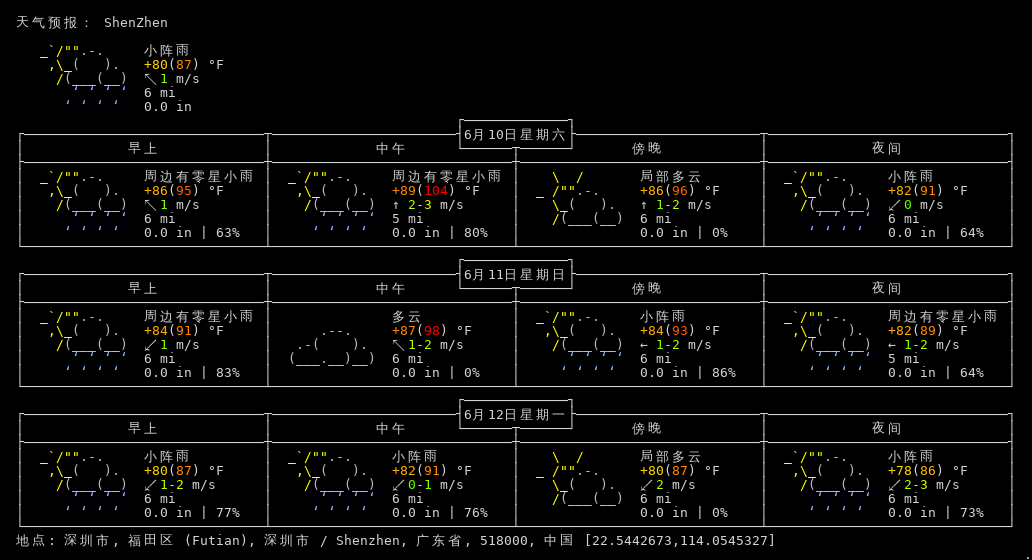 天气预报： ShenZhen
小阵雨
+80(87) °F
↖ 1 m/s
6 mi
0.0 in
6月10日星期六
早上 中午 傍晚 夜间
周边有零星小雨 周边有零星小雨 局部多云 小阵雨
+86(95) °F +89(104) °F +86(96) °F +82(91) °F
↖ 1 m/s ↑ 2-3 m/s ↑ 1-2 m/s ↙ 0 m/s
6 mi 5 mi 6 mi 6 mi
0.0 in | 63% 0.0 in | 80% 0.0 in | 0% 0.0 in | 64%
6月11日星期日
早上 中午 傍晚 夜间
周边有零星小雨 多云 小阵雨 周边有零星小雨
+84(91) °F +87(98) °F +84(93) °F +82(89) °F
↙ 1 m/s ↖ 1-2 m/s ← 1-2 m/s ← 1-2 m/s
6 mi 6 mi 6 mi 5 mi
0.0 in | 83% 0.0 in | 0% 0.0 in | 86% 0.0 in | 64%
6月12日星期一
早上 中午 傍晚 夜间
小阵雨 小阵雨 局部多云 小阵雨
+80(87) °F +82(91) °F +80(87) °F +78(86) °F
↙ 1-2 m/s ↙ 0-1 m/s ↙ 2 m/s ↙ 2-3 m/s
6 mi 6 mi 6 mi 6 mi
0.0 in | 77% 0.0 in | 76% 0.0 in | 0% 0.0 in | 73%
地点: 深圳市, 福田区 (Futian), 深圳市 / Shenzhen, 广东省, 518000, 中国 [22.5442673,114.0545327]